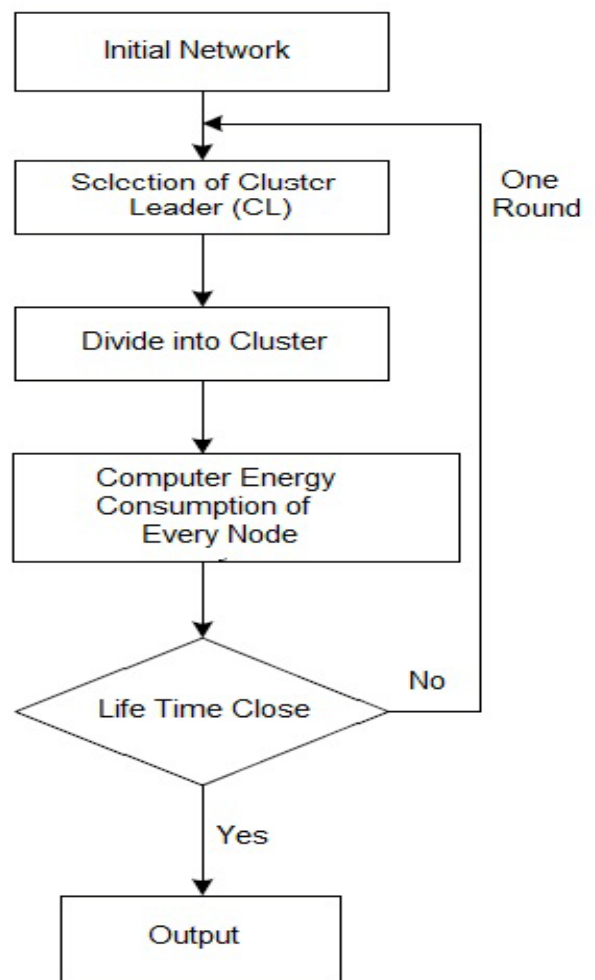 Initial Network
Selection of Cluster
Leader (CL)
One
Round
Divide into Cluster
Computer Energy
Consumption of
Every Node
No
Life Time Close
Yes
Output